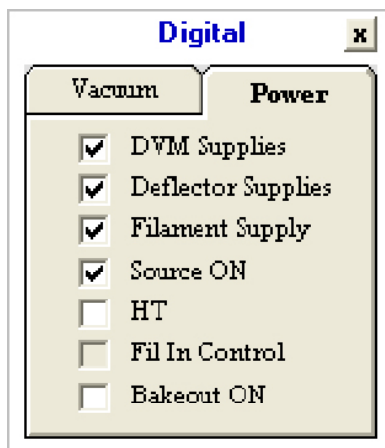 Digital
x
Vacuum Power
DVM Supplies
Deflector Supplies
Filament Supply
Source ON
HT
Fil In Control
Bakeout ON